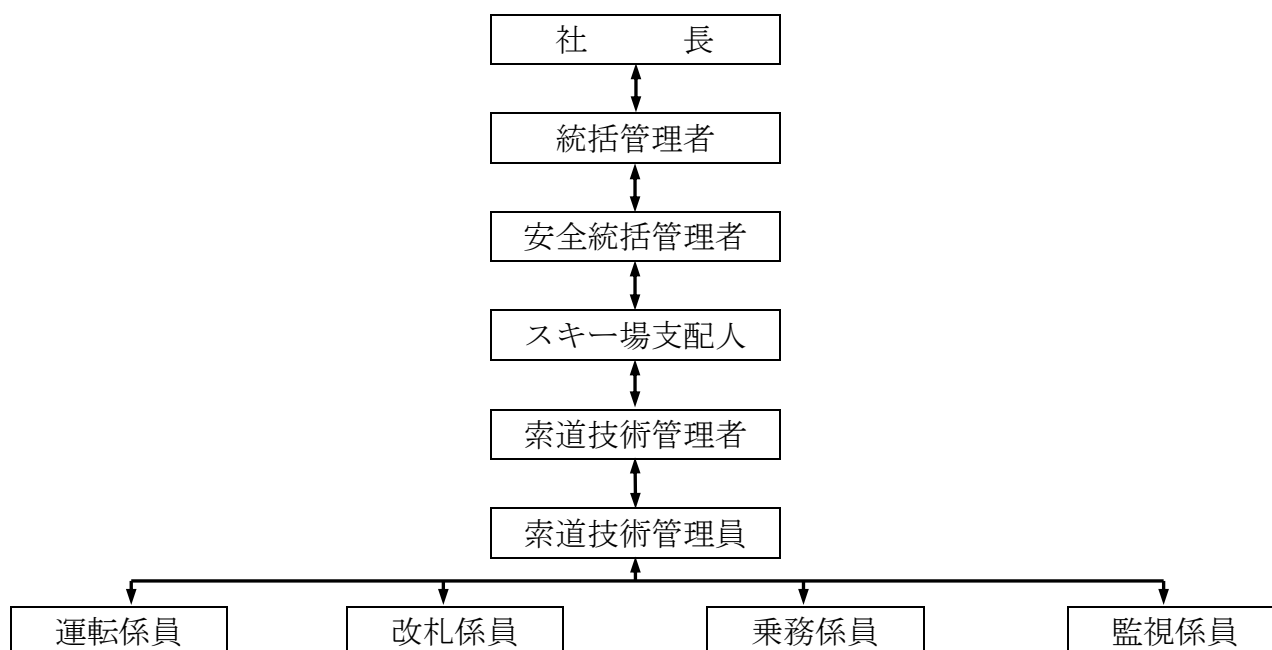 社　　　長
統括管理者
安全統括管理者
スキー場支配人
索道技術管理者
索道技術管理員
運転係員　改札係員　乗務係員　監視係員